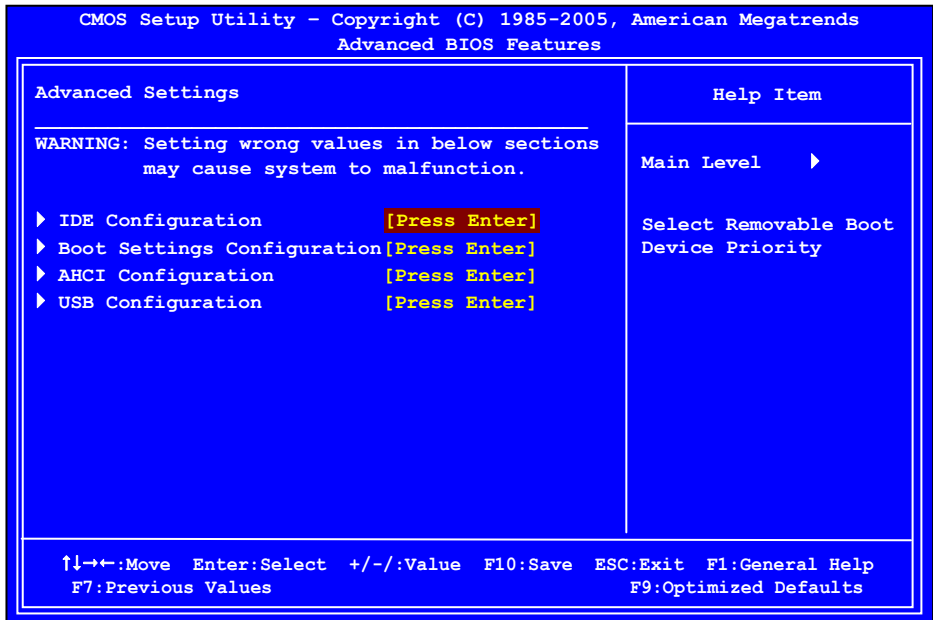 CMOS Setup Utility – Copyright (C) 1985-2005, American Megatrends
Advanced BIOS Features
Advanced Settings
WARNING: Setting wrong values in below sections
may cause system to malfunction.
IDE Configuration [Press Enter]
Boot Settings Configuration[Press Enter]
AHCI Configuration [Press Enter]
USB Configuration [Press Enter]
Help Item
Main Level
Select Removable Boot
Device Priority
↑↓→←:Move Enter:Select +/-/:Value F10:Save ESC:Exit F1:General Help
F7:Previous Values F9:Optimized Defaults